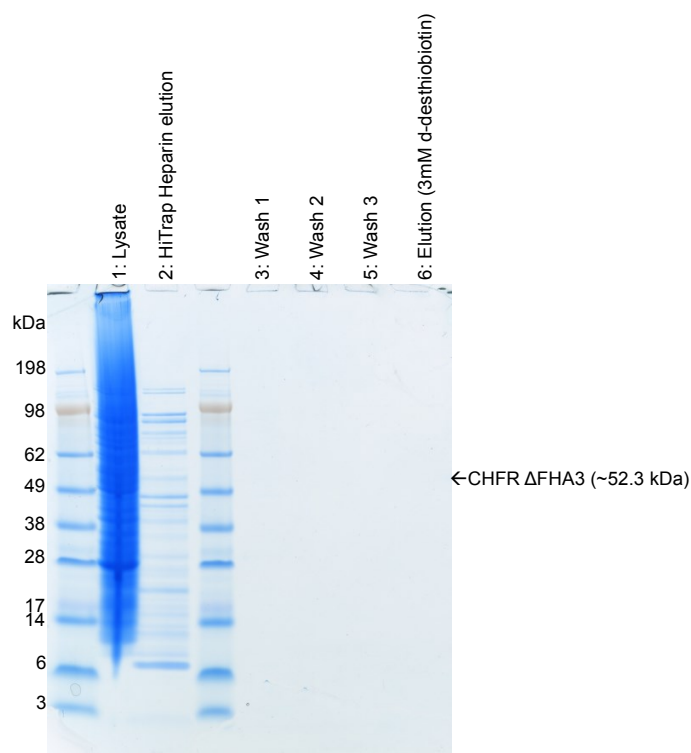 1: Lysate
2: HiTrap Heparin elution
3: Wash 1
4: Wash 2
5: Wash 3
6: Elution (3mM d-desthiobiotin)
kDa
198
98
62
49
38
28
17
14
6
3
←CHFR ΔFHA3 (~52.3 kDa)